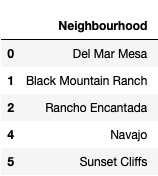 Neighbourhood
0 Del Mar Mesa
1 Black Mountain Ranch
2 Rancho Encantada
4 Navajo
5 Sunset Cliffs